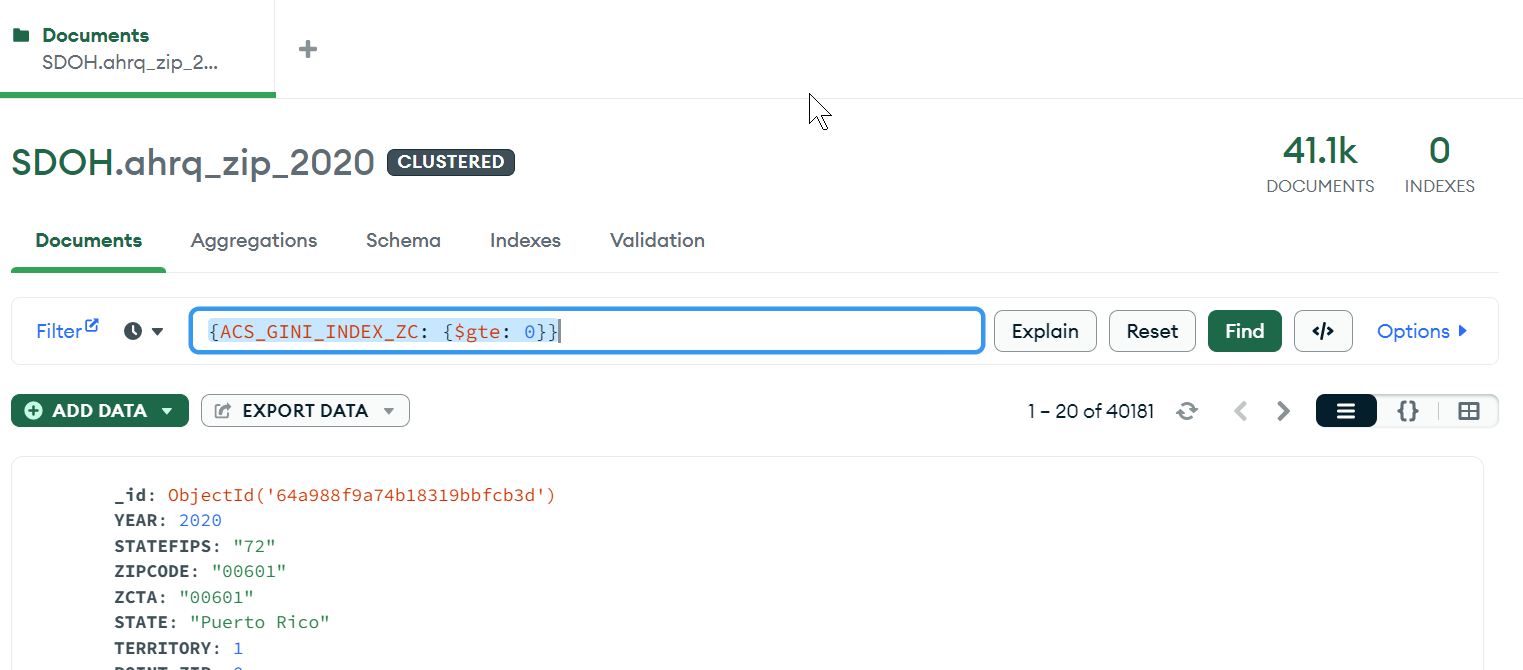 Documents
SDOH.ahrq_zip_2...
SDOH.ahrq_zip_2020 CLUSTERED
41.1k DOCUMENTS
0 INDEXES
Documents Aggregations Schema Indexes Validation
Filter {ACS_GINI_INDEX_ZC: {$gte: 0}} Explain Reset Find </> Options
ADD DATA EXPORT DATA 1 – 20 of 40181 {}
_id: ObjectId('64a988f9a74b18319bbfcb3d')
YEAR: 2020
STATEFIPS: "72"
ZIPCODE: "00601"
ZCTA: "00601"
STATE: "Puerto Rico"
TERRITORY: 1